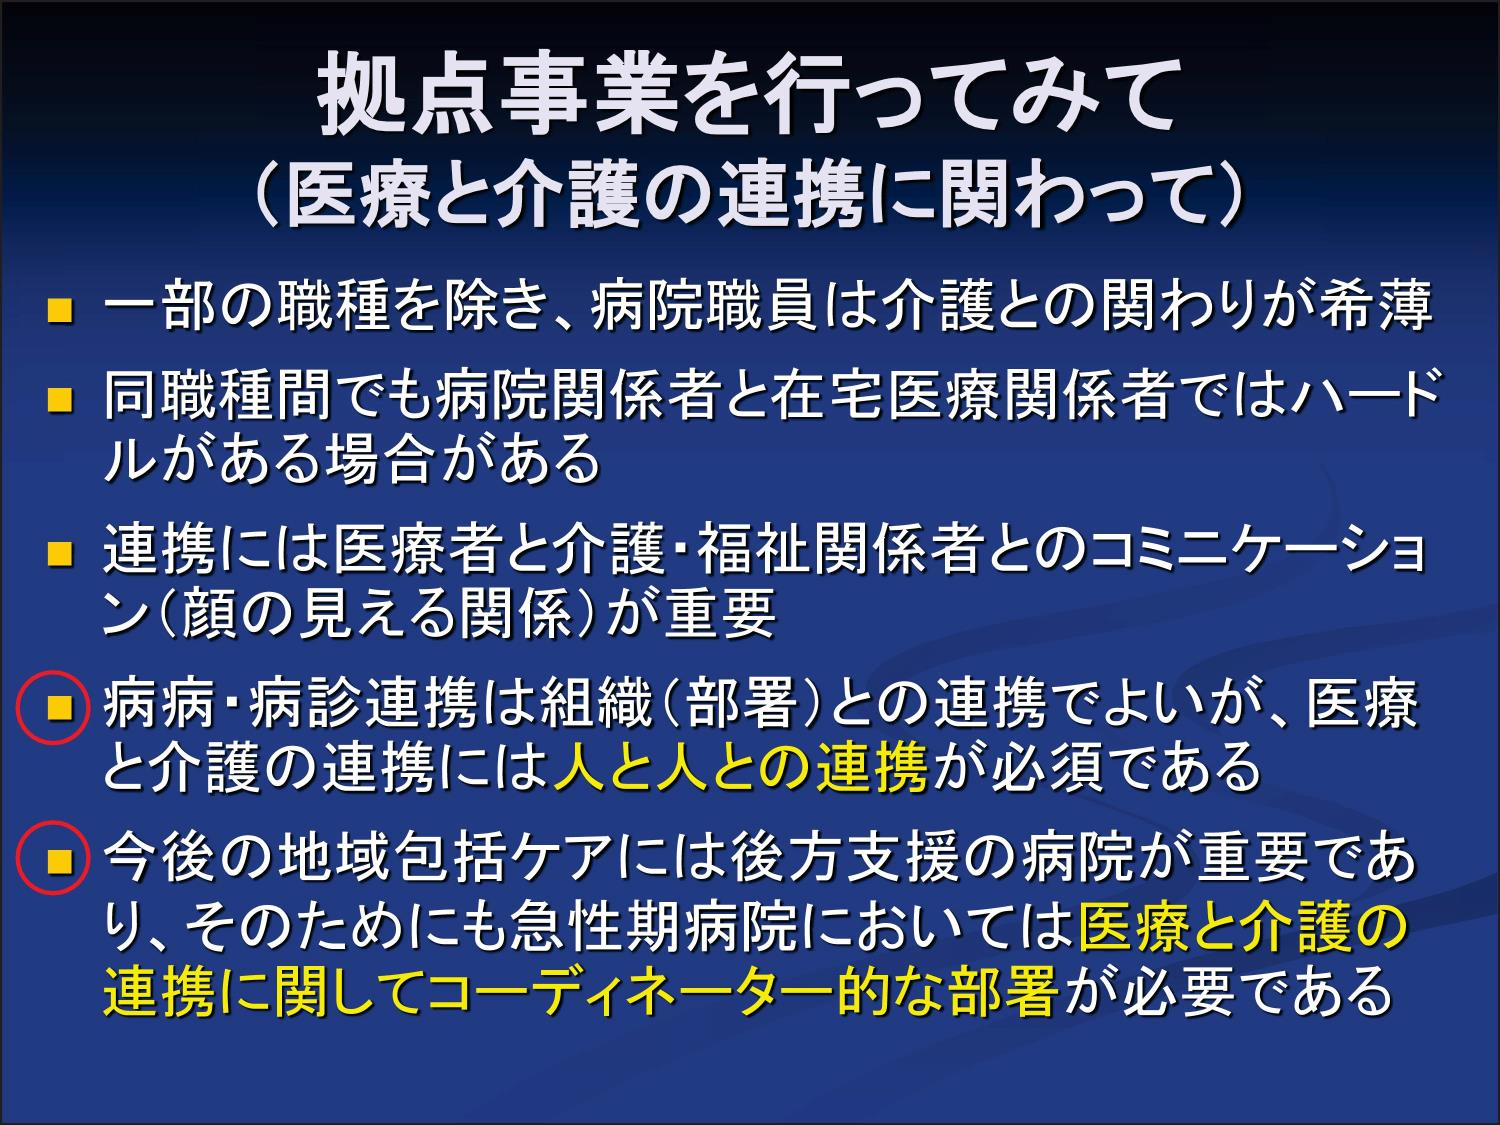 拠点事業を行ってみて
（医療と介護の連携に関わって）
■ 一部の職種を除き、病院職員は介護との関わりが希薄
■ 同職種間でも病院関係者と在宅医療関係者ではハード
ルがある場合がある
■ 連携には医療者と介護・福祉関係者とのコミニケーショ
ン（顔の見える関係）が重要
■ 病病・病診連携は組織（部署）との連携でよいが、医療
と介護の連携には人と人との連携が必須である
■ 今後の地域包括ケアには後方支援の病院が重要であ
り、そのためにも急性期病院においては医療と介護の
連携に関してコーディネーター的な部署が必要である